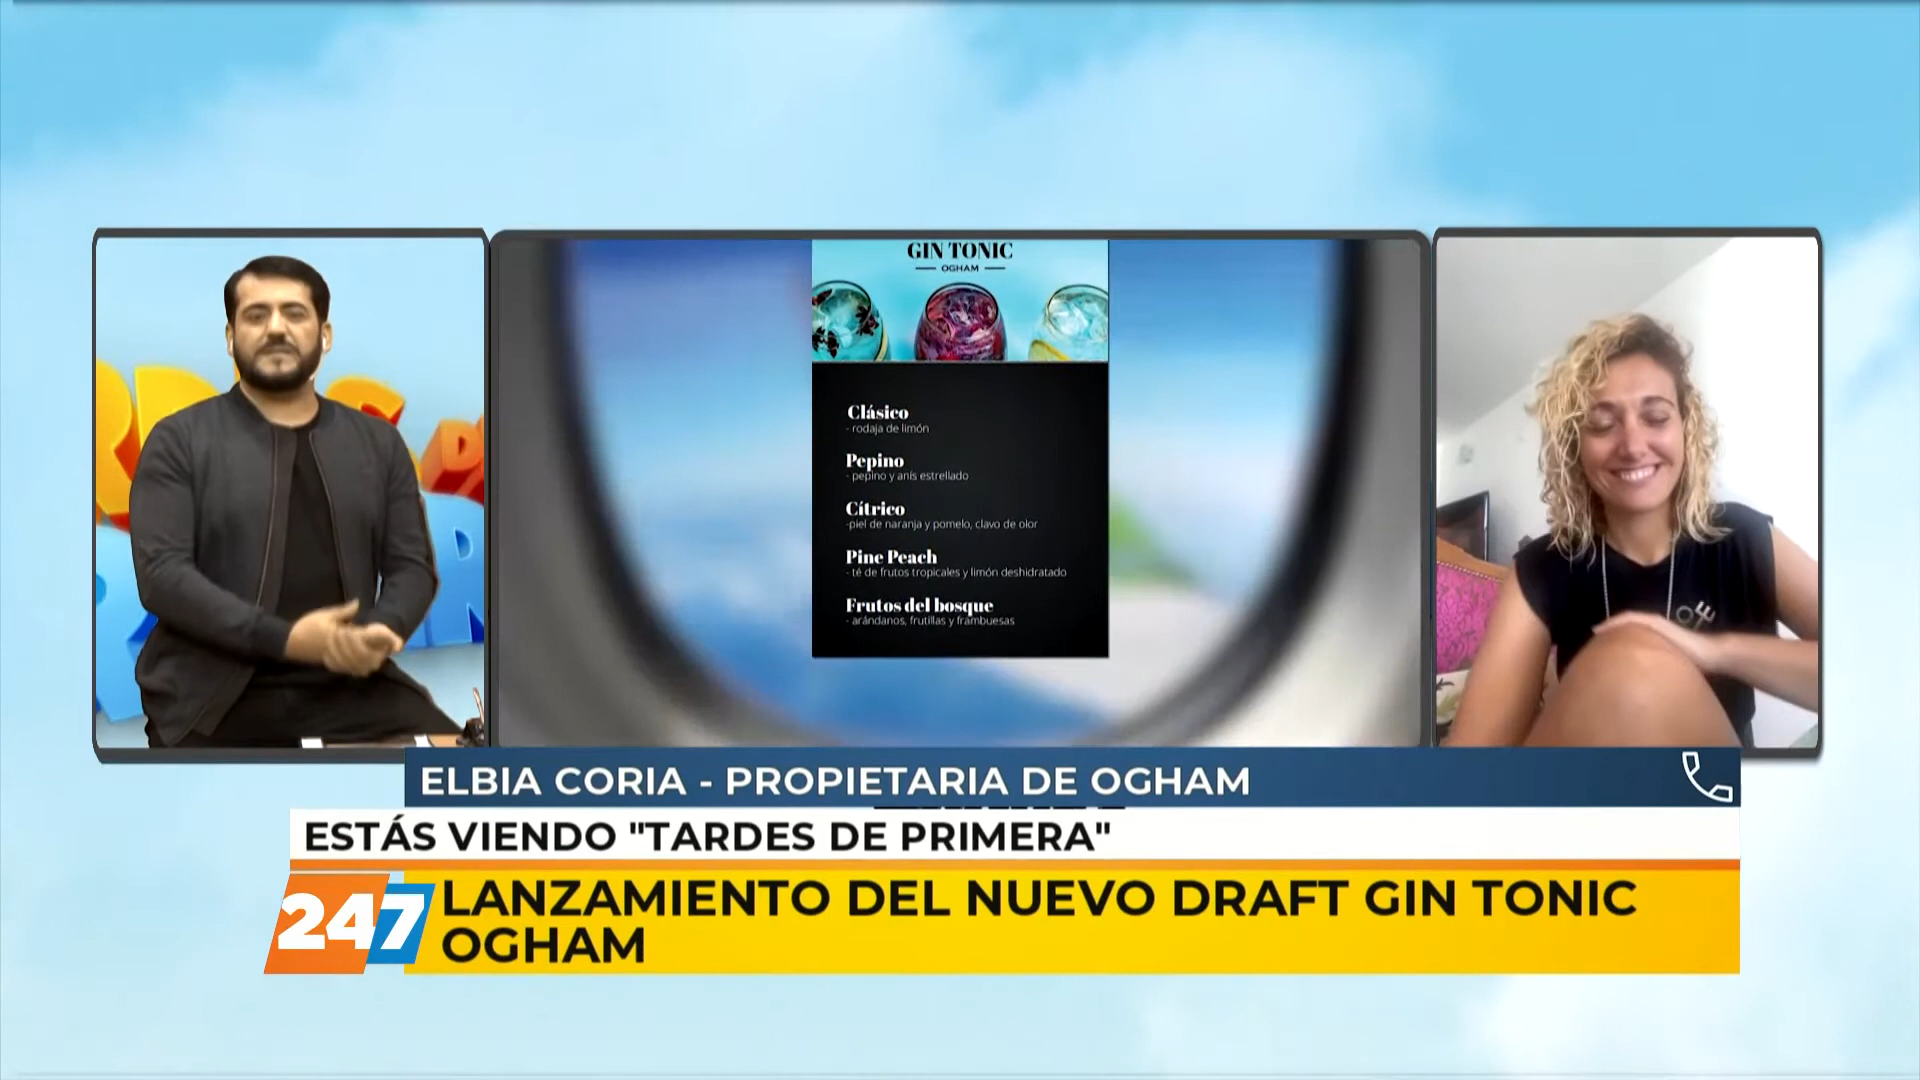 GIN TONIC
OGHAM
Clásico
- rodaja de limón
Pepino
- pepino y anís estrellado
Cítrico
-piel de naranja y pomelo, clavo de olor
Pine Peach
- té de frutos tropicales y limón deshidratado
Frutos del bosque
- arándanos, frutillas y frambuesas
ELBIA CORIA - PROPIETARIA DE OGHAM
ESTÁS VIENDO "TARDES DE PRIMERA"
247
LANZAMIENTO DEL NUEVO DRAFT GIN TONIC
OGHAM